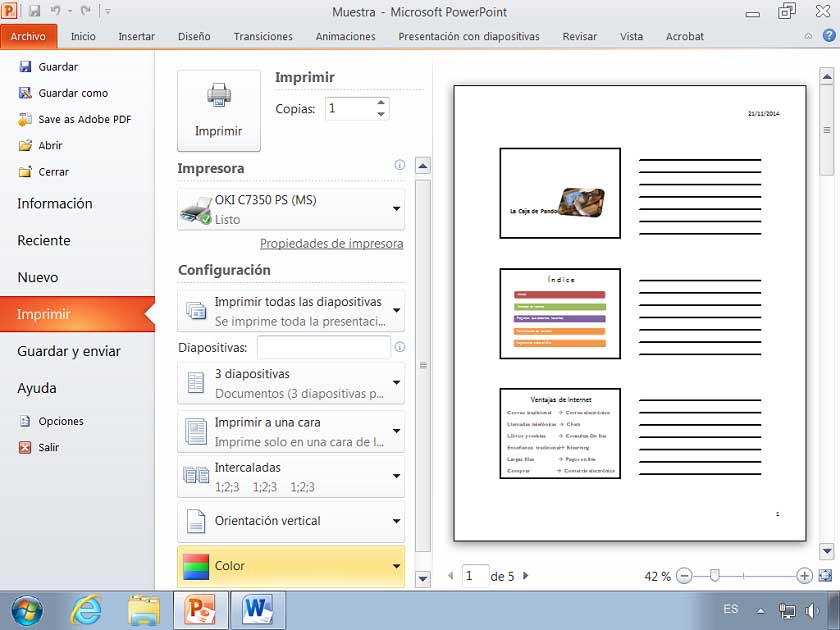 Muestra - Microsoft PowerPoint
Archivo Inicio Insertar Diseño Transiciones Animaciones Presentación con diapositivas Revisar Vista Acrobat
Guardar
Guardar como
Save as Adobe PDF
Abrir
Cerrar
Información
Reciente
Nuevo
Imprimir
Guardar y enviar
Ayuda
Opciones
Salir
Imprimir
Imprimir
Copias: 1
Impresora
OKI C7350 PS (MS)
Listo
Propiedades de impresora
Configuración
Imprimir todas las diapositivas
Se imprime toda la presentaci...
Diapositivas:
3 diapositivas
Documentos (3 diapositivas p...
Imprimir a una cara
Imprime solo en una cara de l...
Intercaladas
1;2;3 1;2;3 1;2;3
Orientación vertical
Color
21/11/2014
La Caja de Pando
Índice
Ventajas de Internet
Correo tradicional → Correo electrónico
Llamadas telefónicas → Chats
Libros y revistas → Consultas On line
Enseñanza tradicional → Elearning
Largas filas → Pagos on line
Comprar → Comercio electrónico
1
1 de 5
42 %
ES